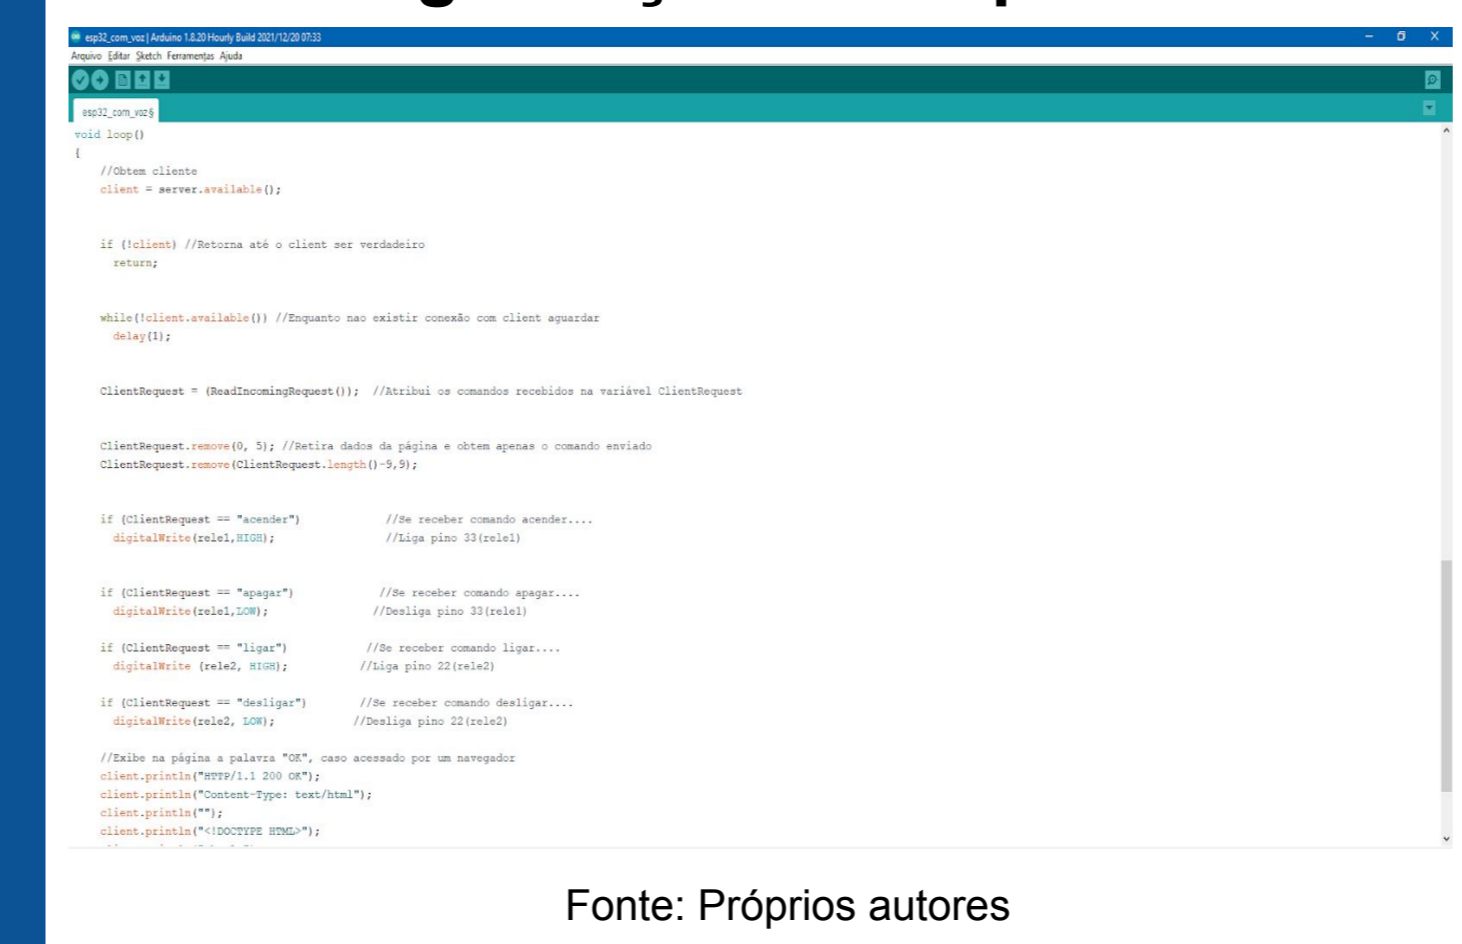 esp32_com_voz | Arduino 1.8.20 Hourly Build 2021/12/20 07:33
Arquivo Editar Sketch Ferramentas Ajuda
esp32_com_voz §
void loop()
{
//Obtem cliente
client = server.available();
if (!client) //Retorna até o client ser verdadeiro
return;
while(!client.available()) //Enquanto nao existir conexão com client aguardar
delay(1);
ClientRequest = (ReadIncomingRequest()); //Atribui os comandos recebidos na variável ClientRequest
ClientRequest.remove(0, 5); //Retira dados da página e obtem apenas o comando enviado
ClientRequest.remove(ClientRequest.length()-9,9);
if (ClientRequest == "acender") //Se receber comando acender....
digitalWrite(rele1,HIGH); //Liga pino 33(rele1)
if (ClientRequest == "apagar") //Se receber comando apagar....
digitalWrite(rele1,LOW); //Desliga pino 33(rele1)
if (ClientRequest == "ligar") //Se receber comando ligar....
digitalWrite (rele2, HIGH); //Liga pino 22(rele2)
if (ClientRequest == "desligar") //Se receber comando desligar....
digitalWrite(rele2, LOW); //Desliga pino 22(rele2)
//Exibe na página a palavra "OK", caso acessado por um navegador
client.println("HTTP/1.1 200 OK");
client.println("Content-Type: text/html");
client.println("");
client.println("<!DOCTYPE HTML>");
Fonte: Próprios autores